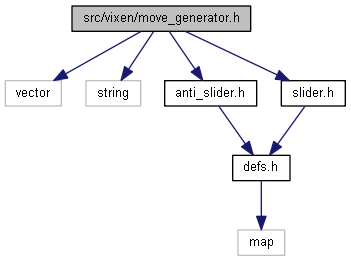 src/vixen/move_generator.h
vector
string
anti_slider.h
slider.h
defs.h
map